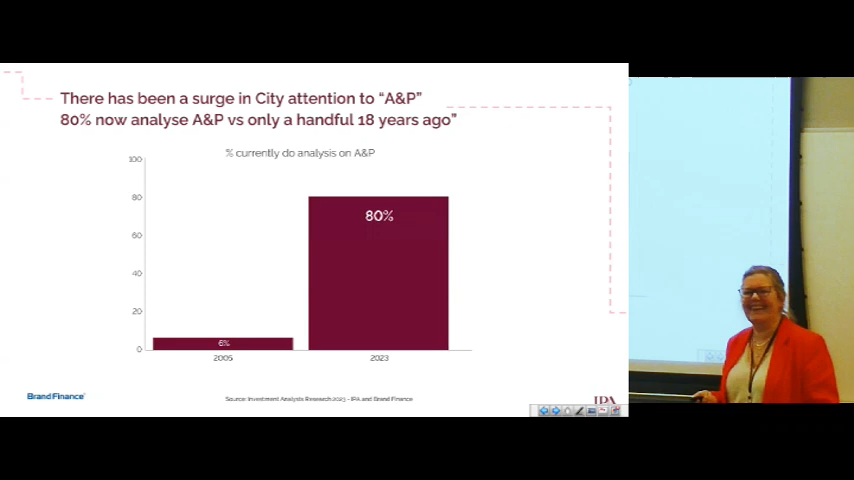 There has been a surge in City attention to “A&P”
80% now analyse A&P vs only a handful 18 years ago”
% currently do analysis on A&P
100
80
60
40
20
0
80%
6%
2005
2023
Brand Finance®
Source: Investment Analysts Research 2023 - IPA and Brand Finance
IPA